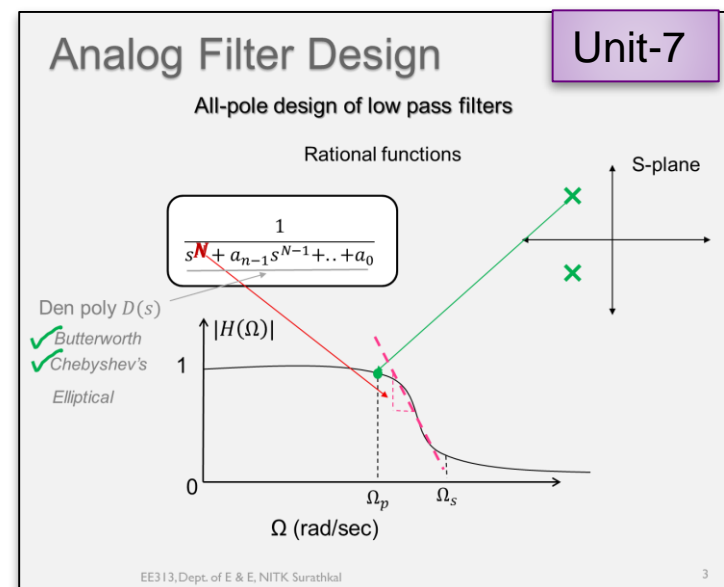 Analog Filter Design
Unit-7
All-pole design of low pass filters
Rational functions
S-plane
1
s^N + a_{n-1}s^{N-1}+..+a_0
Den poly D(s)
Butterworth
Chebyshev's
Elliptical
|H(Ω)|
1
0
Ω_p
Ω_s
Ω (rad/sec)
EE313,Dept. of E & E, NITK Surathkal
3